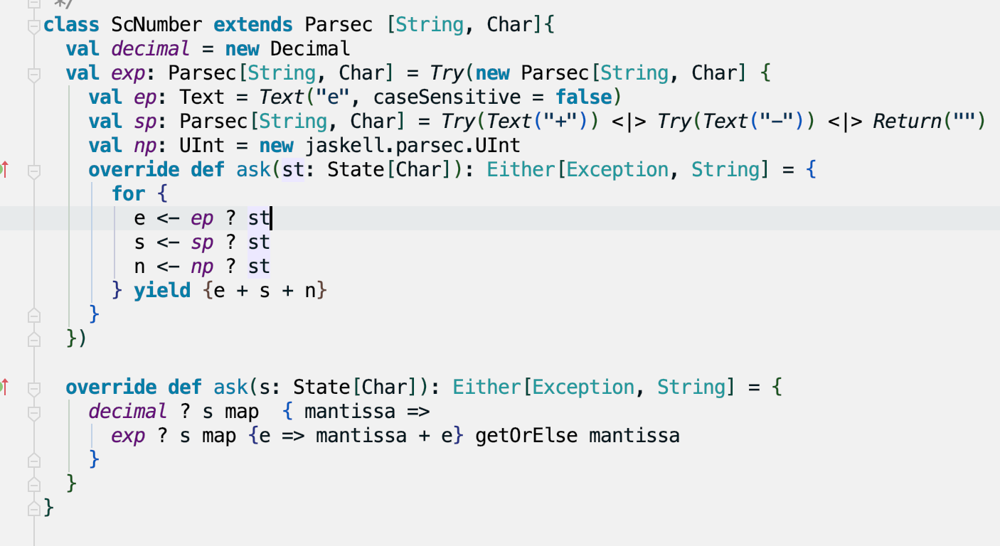 */
class ScNumber extends Parsec [String, Char]{
  val decimal = new Decimal
  val exp: Parsec[String, Char] = Try(new Parsec[String, Char] {
    val ep: Text = Text("e", caseSensitive = false)
    val sp: Parsec[String, Char] = Try(Text("+")) <|> Try(Text("-")) <|> Return("")
    val np: UInt = new jaskell.parsec.UInt
    override def ask(st: State[Char]): Either[Exception, String] = {
      for {
        e <- ep ? st
        s <- sp ? st
        n <- np ? st
      } yield {e + s + n}
    }
  })
  override def ask(s: State[Char]): Either[Exception, String] = {
    decimal ? s map  { mantissa =>
      exp ? s map {e => mantissa + e} getOrElse mantissa
    }
  }
}